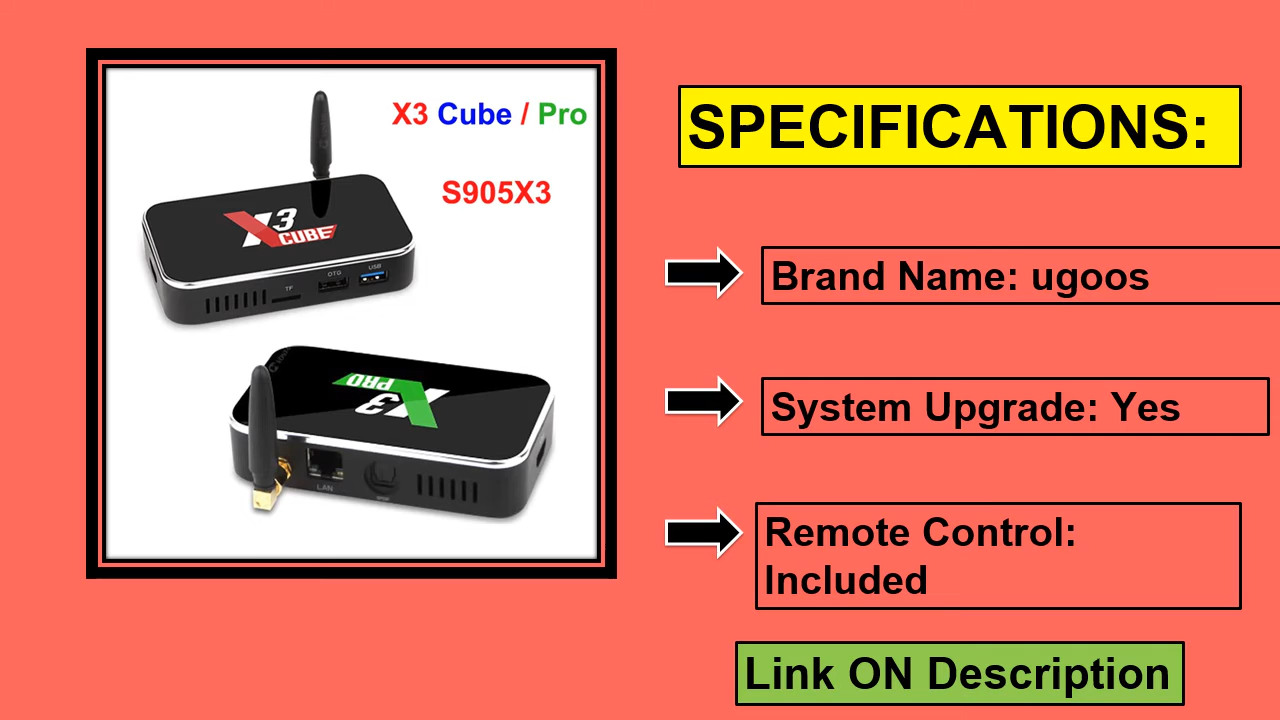 X3 Cube / Pro
S905X3
X3
CUBE
TF
OTG
USB
X3
PRO
LAN
SPECIFICATIONS:
Brand Name: ugoos
System Upgrade: Yes
Remote Control:
Included
Link ON Description